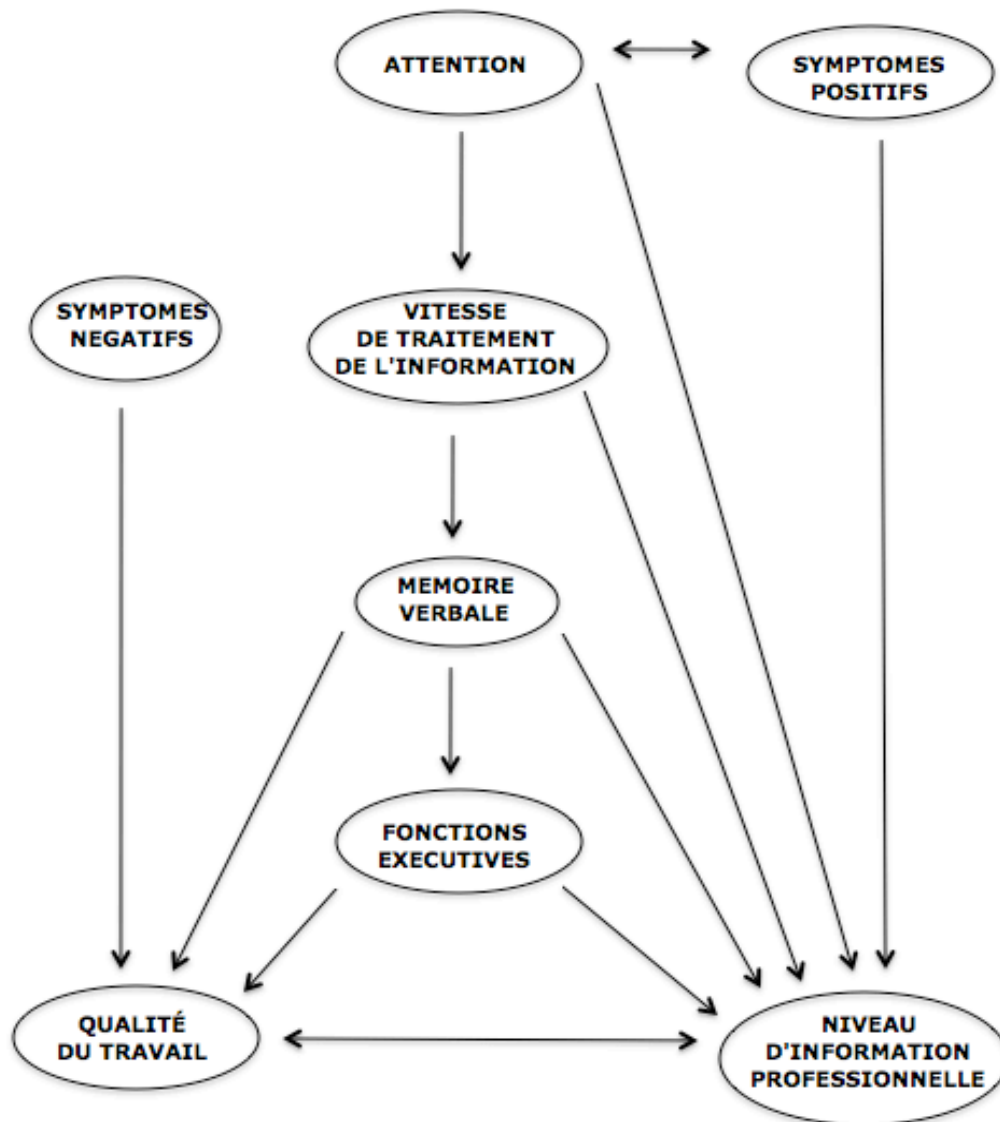 ATTENTION
SYMPTOMES
POSITIFS
SYMPTOMES
NEGATIFS
VITESSE
DE TRAITEMENT
DE L'INFORMATION
MEMOIRE
VERBALE
FONCTIONS
EXECUTIVES
QUALITÉ
DU TRAVAIL
NIVEAU
D'INFORMATION
PROFESSIONNELLE